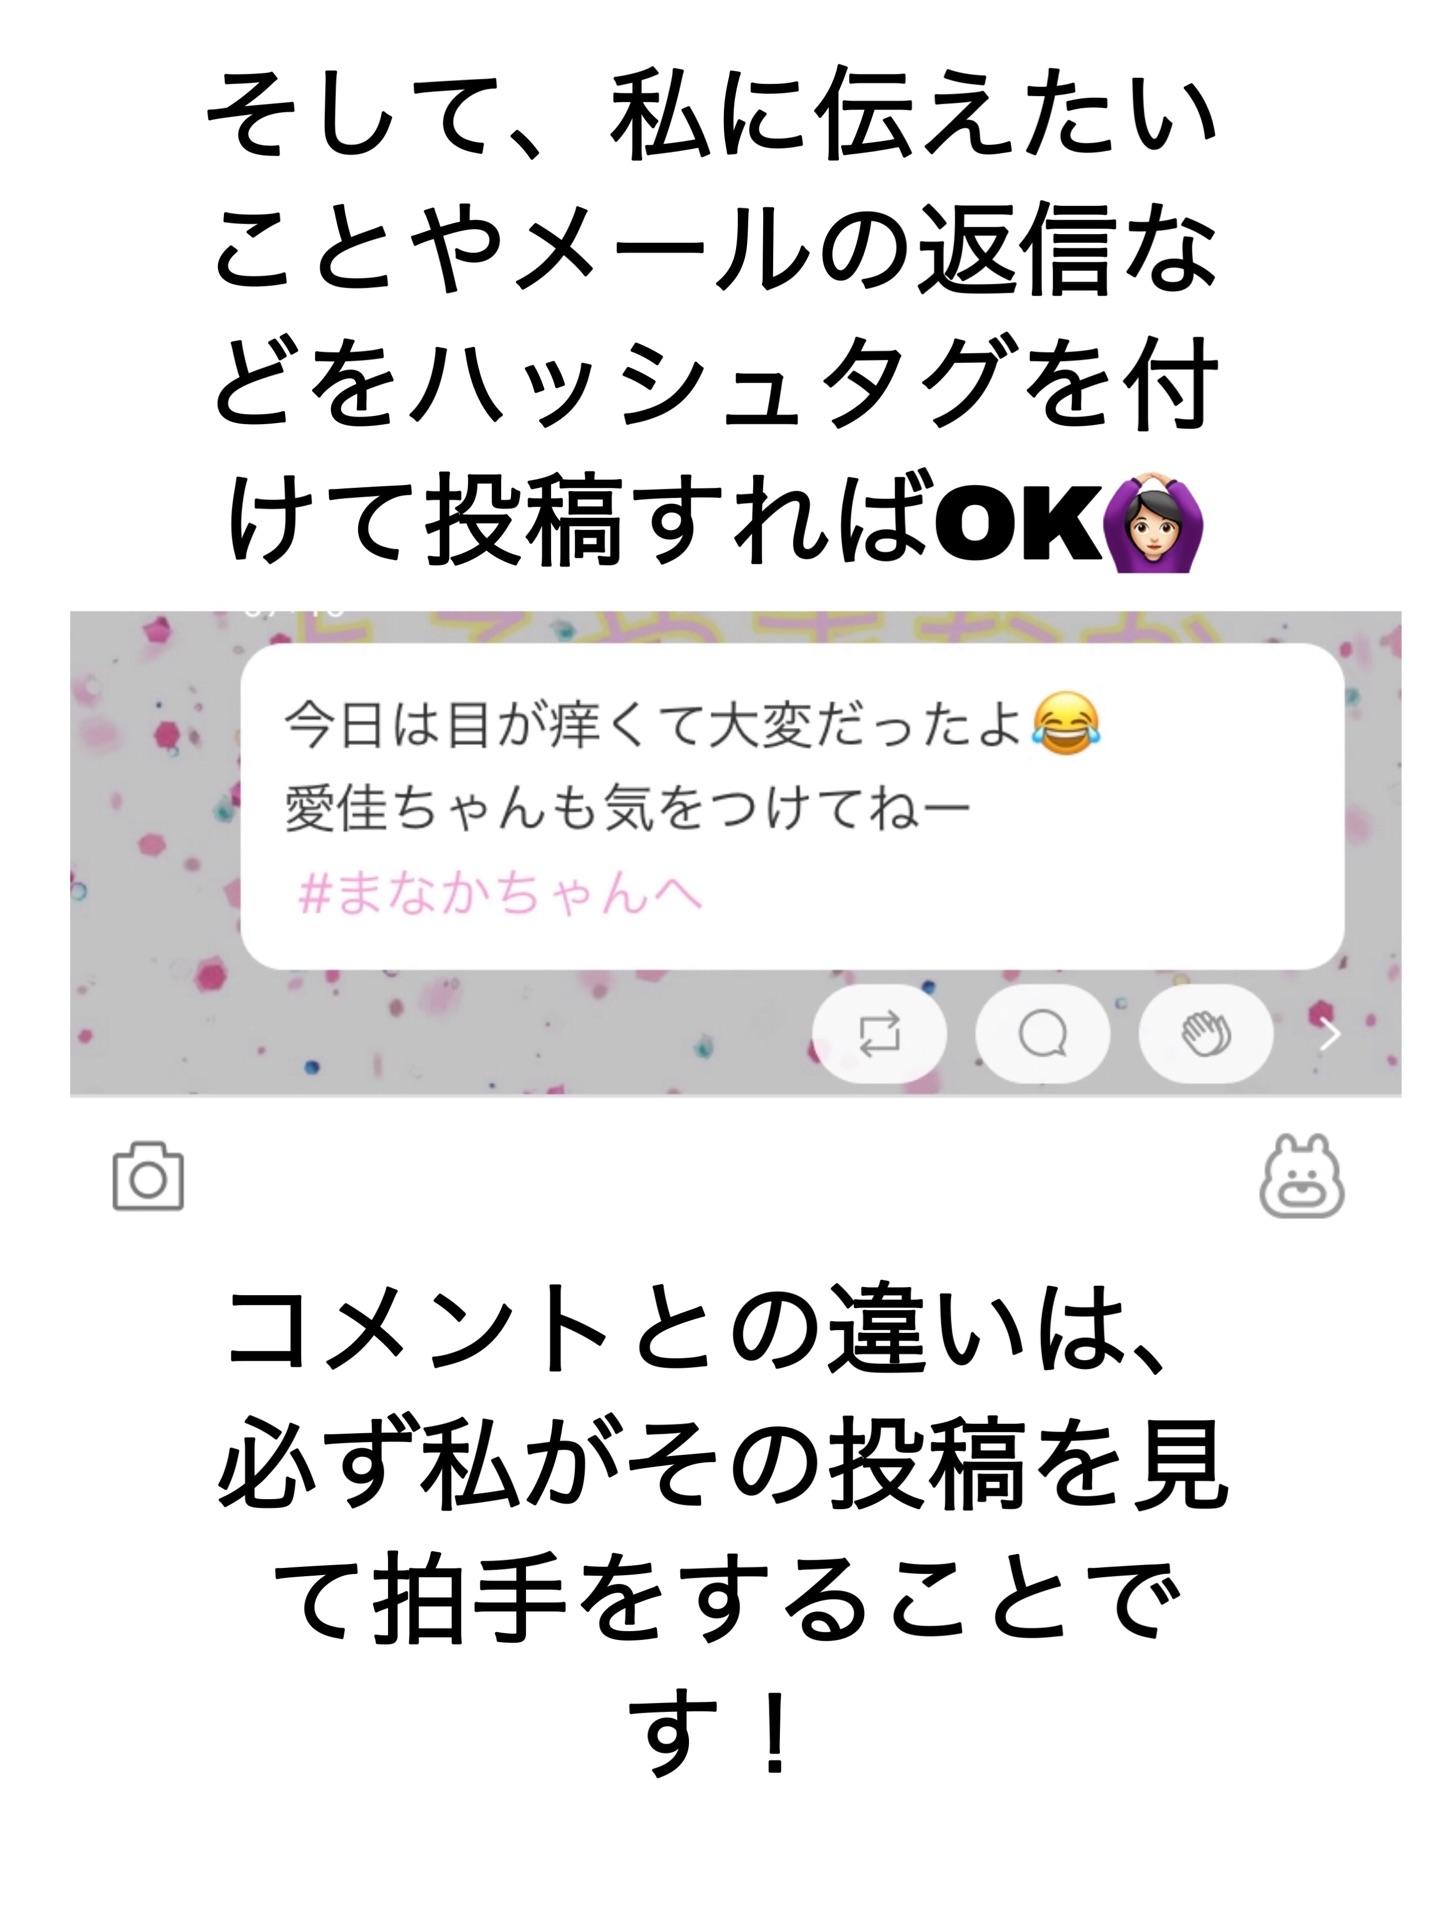 そして、私に伝えたい
ことやメールの返信な
どをハッシュタグを付
けて投稿すればOK🙆🏻‍♀️
今日は目が痒くて大変だったよ😂
愛佳ちゃんも気をつけてねー
#まなかちゃんへ
コメントとの違いは、
必ず私がその投稿を見
て拍手をすることで
す！